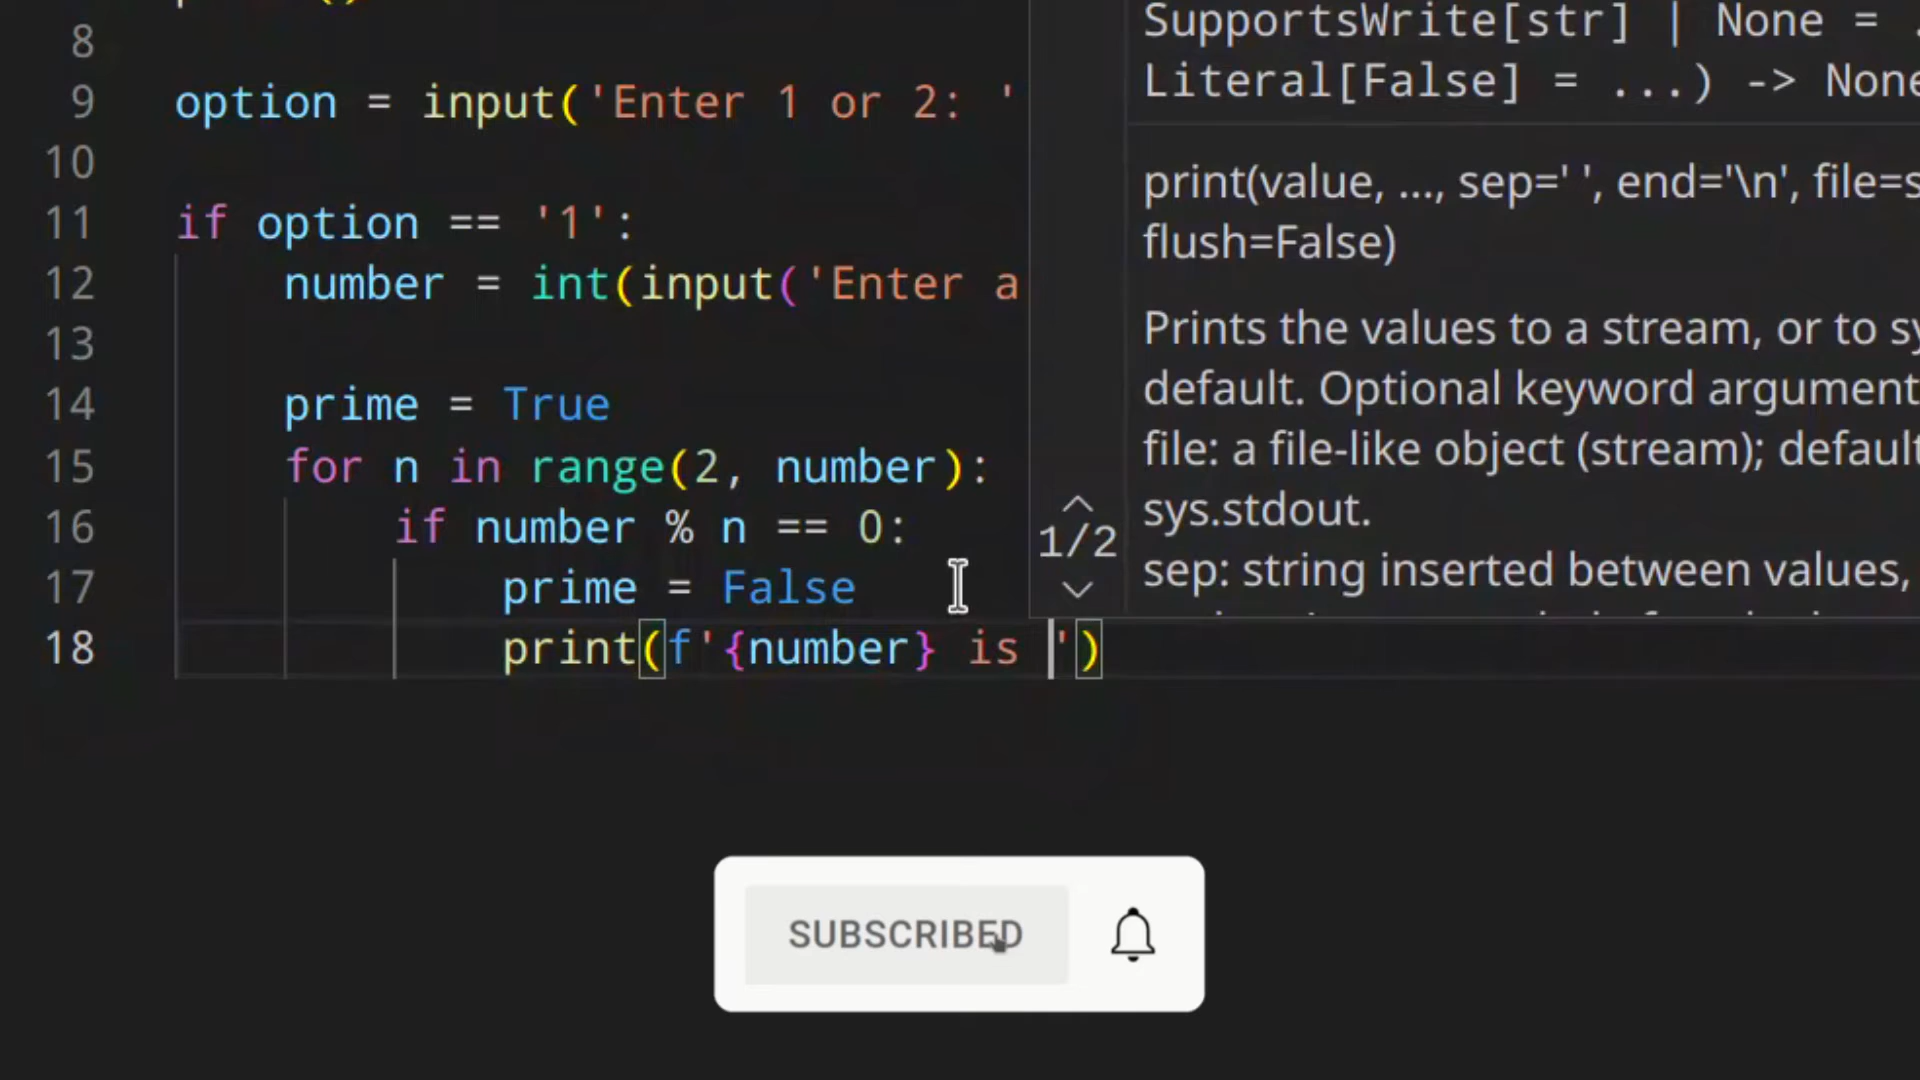 8
9 option = input('Enter 1 or 2: '
10
11 if option == '1':
12 number = int(input('Enter a
13
14 prime = True
15 for n in range(2, number):
16 if number % n == 0:
17 prime = False
18 print(f'{number} is ')
SupportsWrite[str] | None =
Literal[False] = ...) -> None
print(value, ..., sep=' ', end='\n', file=s
flush=False)
Prints the values to a stream, or to sy
default. Optional keyword argument
file: a file-like object (stream); default
sys.stdout.
sep: string inserted between values,
1/2
SUBSCRIBED